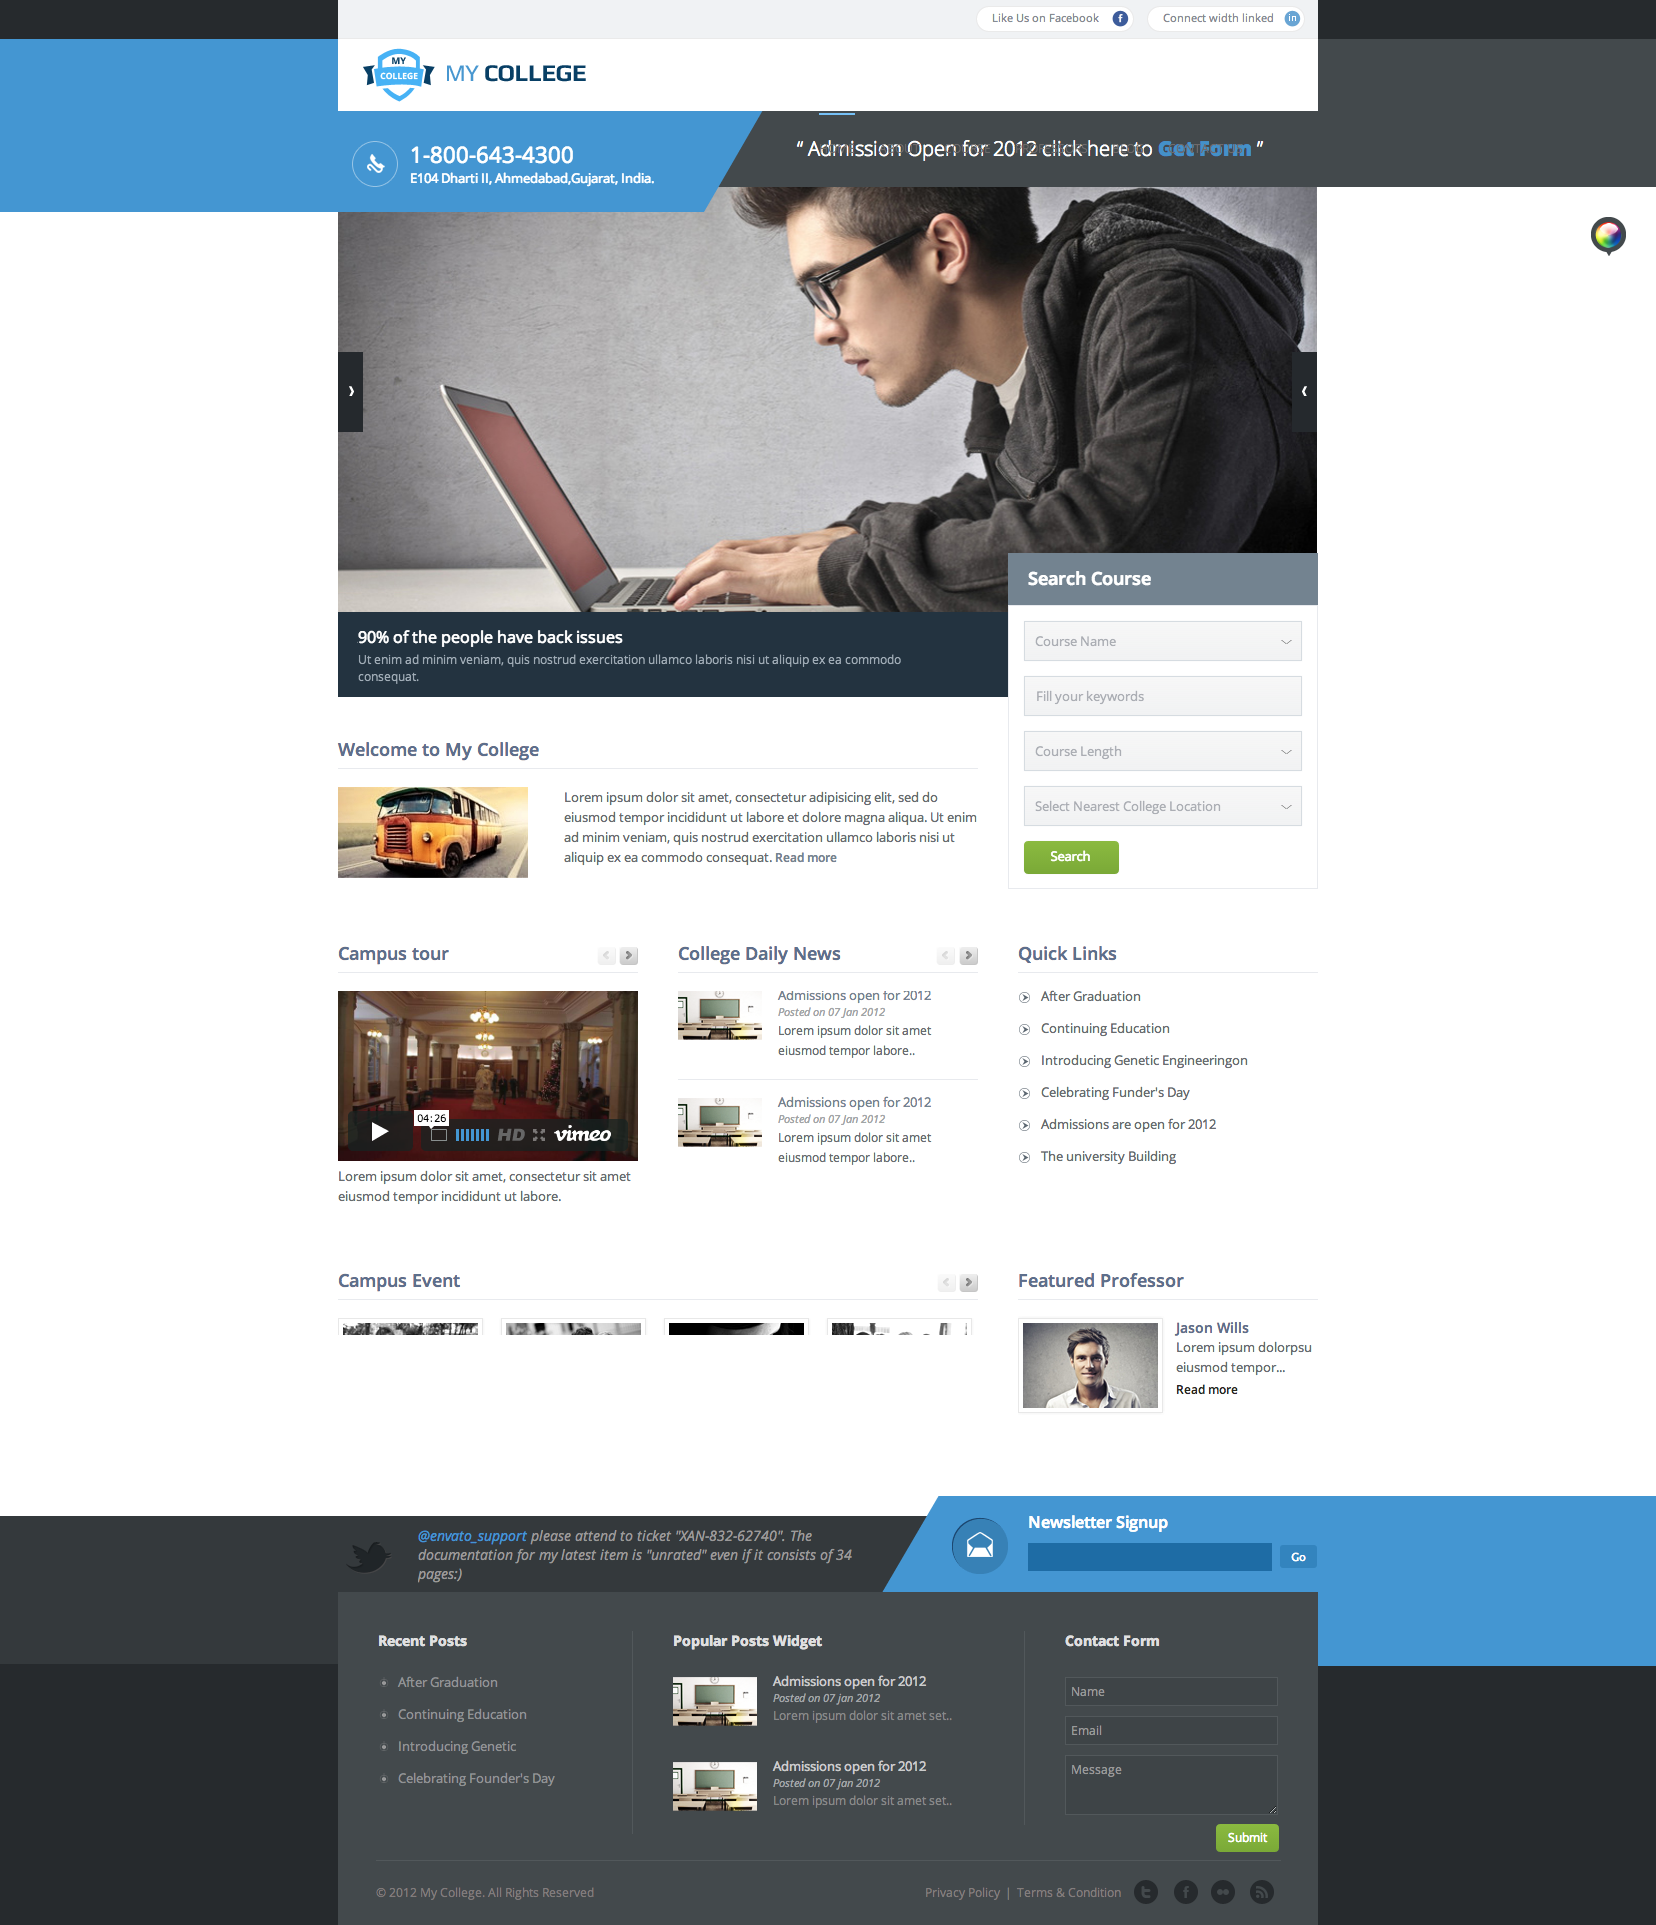 Like Us on Facebook
Connect width linked
MY
COLLEGE
MY COLLEGE
1-800-643-4300
E104 Dharti II, Ahmedabad,Gujarat, India.
“ Admission Open for 2012 click here to Get Form ”
90% of the people have back issues
Ut enim ad minim veniam, quis nostrud exercitation ullamco laboris nisi ut aliquip ex ea commodo
consequat.
Search Course
Course Name
Fill your keywords
Course Length
Select Nearest College Location
Search
Welcome to My College
Lorem ipsum dolor sit amet, consectetur adipisicing elit, sed do
eiusmod tempor incididunt ut labore et dolore magna aliqua. Ut enim
ad minim veniam, quis nostrud exercitation ullamco laboris nisi ut
aliquip ex ea commodo consequat. Read more
Campus tour
04:26
HD
vimeo
Lorem ipsum dolor sit amet, consectetur sit amet
eiusmod tempor incididunt ut labore.
College Daily News
Admissions open for 2012
Posted on 07 Jan 2012
Lorem ipsum dolor sit amet
eiusmod tempor labore..
Admissions open for 2012
Posted on 07 Jan 2012
Lorem ipsum dolor sit amet
eiusmod tempor labore..
Quick Links
After Graduation
Continuing Education
Introducing Genetic Engineeringon
Celebrating Funder's Day
Admissions are open for 2012
The university Building
Campus Event
Featured Professor
Jason Wills
Lorem ipsum dolorpsu
eiusmod tempor...
Read more
@envato_support please attend to ticket "XAN-832-62740". The
documentation for my latest item is "unrated" even if it consists of 34
pages:)
Newsletter Signup
Go
Recent Posts
After Graduation
Continuing Education
Introducing Genetic
Celebrating Founder's Day
Popular Posts Widget
Admissions open for 2012
Posted on 07 jan 2012
Lorem ipsum dolor sit amet set..
Admissions open for 2012
Posted on 07 jan 2012
Lorem ipsum dolor sit amet set..
Contact Form
Name
Email
Message
Submit
© 2012 My College. All Rights Reserved
Privacy Policy | Terms & Condition